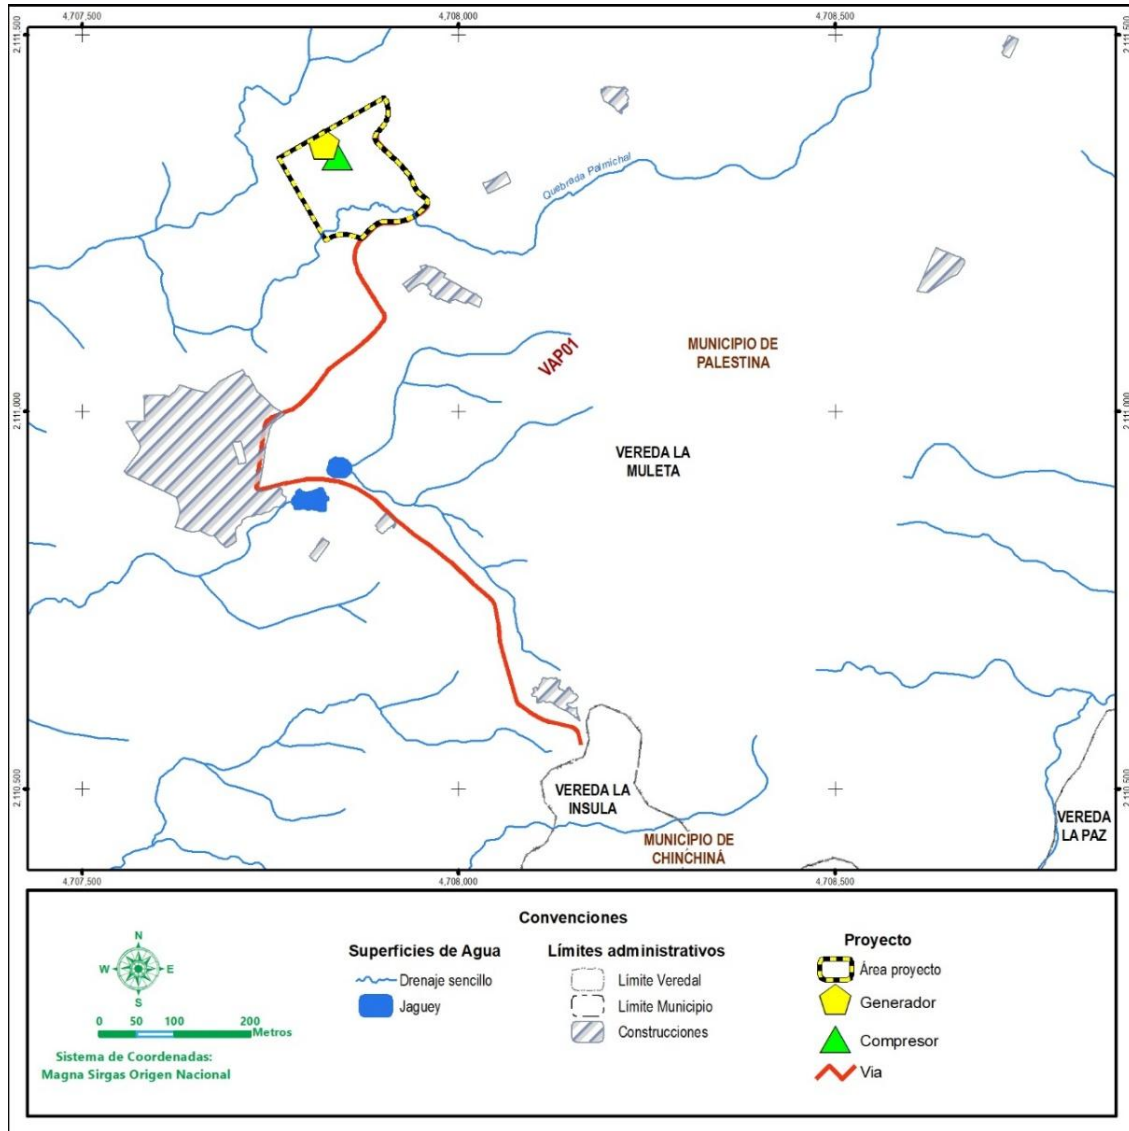 4,707,500
4,708,000
4,708,500
2,111,500
2,111,500
Quebrada Palmichal
VAP01
MUNICIPIO DE
PALESTINA
2,111,000
2,111,000
VEREDA LA
MULETA
2,110,500
2,110,500
VEREDA LA
INSULA
MUNICIPIO DE
CHINCHINÁ
VEREDA
LA PAZ
4,707,500
4,708,000
4,708,500
Convenciones
N
W
E
S
0 50 100 200
Metros
Sistema de Coordenadas:
Magna Sirgas Origen Nacional
Superficies de Agua
Drenaje sencillo
Jaguey
Límites administrativos
Límite Veredal
Límite Municipio
Construcciones
Proyecto
Área proyecto
Generador
Compresor
Via